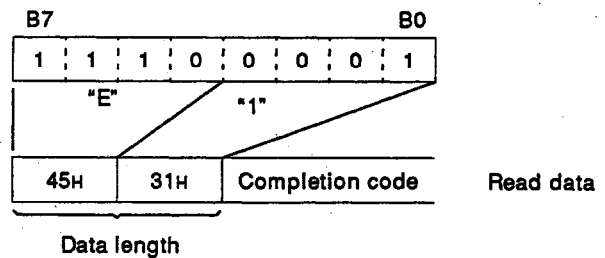 B7 B0
1 1 1 0 0 0 0 1
"E" "1"
45H 31H Completion code Read data
Data length